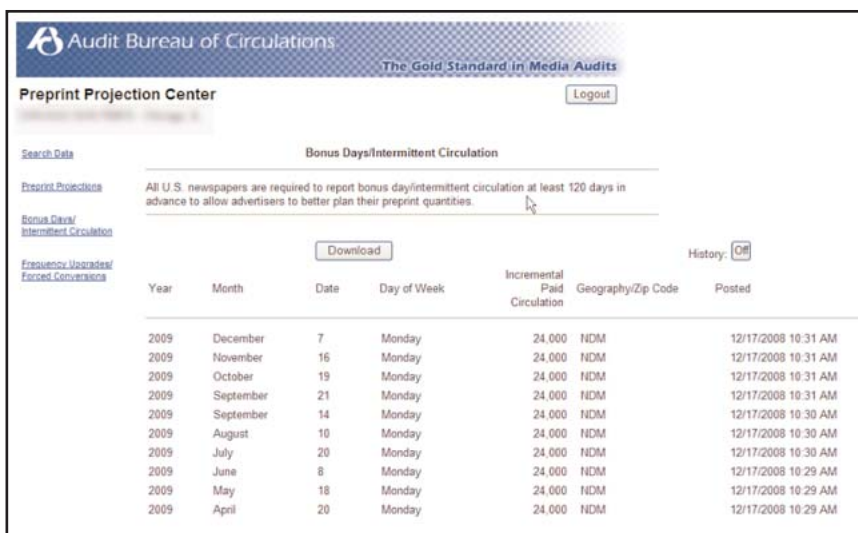 Audit Bureau of Circulations
The Gold Standard in Media Audits
Preprint Projection Center
Logout
Search Data
Preprint Projections
Bonus Days/
Intermittent Circulation
Frequency Upgrades/
Forced Conversions
Bonus Days/Intermittent Circulation
All U.S. newspapers are required to report bonus day/intermittent circulation at least 120 days in
advance to allow advertisers to better plan their preprint quantities.
Download
History: Off
Year Month Date Day of Week Incremental Paid Circulation Geography/Zip Code Posted
2009 December 7 Monday 24,000 NDM 12/17/2008 10:31 AM
2009 November 16 Monday 24,000 NDM 12/17/2008 10:31 AM
2009 October 19 Monday 24,000 NDM 12/17/2008 10:31 AM
2009 September 21 Monday 24,000 NDM 12/17/2008 10:31 AM
2009 September 14 Monday 24,000 NDM 12/17/2008 10:30 AM
2009 August 10 Monday 24,000 NDM 12/17/2008 10:30 AM
2009 July 20 Monday 24,000 NDM 12/17/2008 10:30 AM
2009 June 8 Monday 24,000 NDM 12/17/2008 10:29 AM
2009 May 18 Monday 24,000 NDM 12/17/2008 10:29 AM
2009 April 20 Monday 24,000 NDM 12/17/2008 10:29 AM